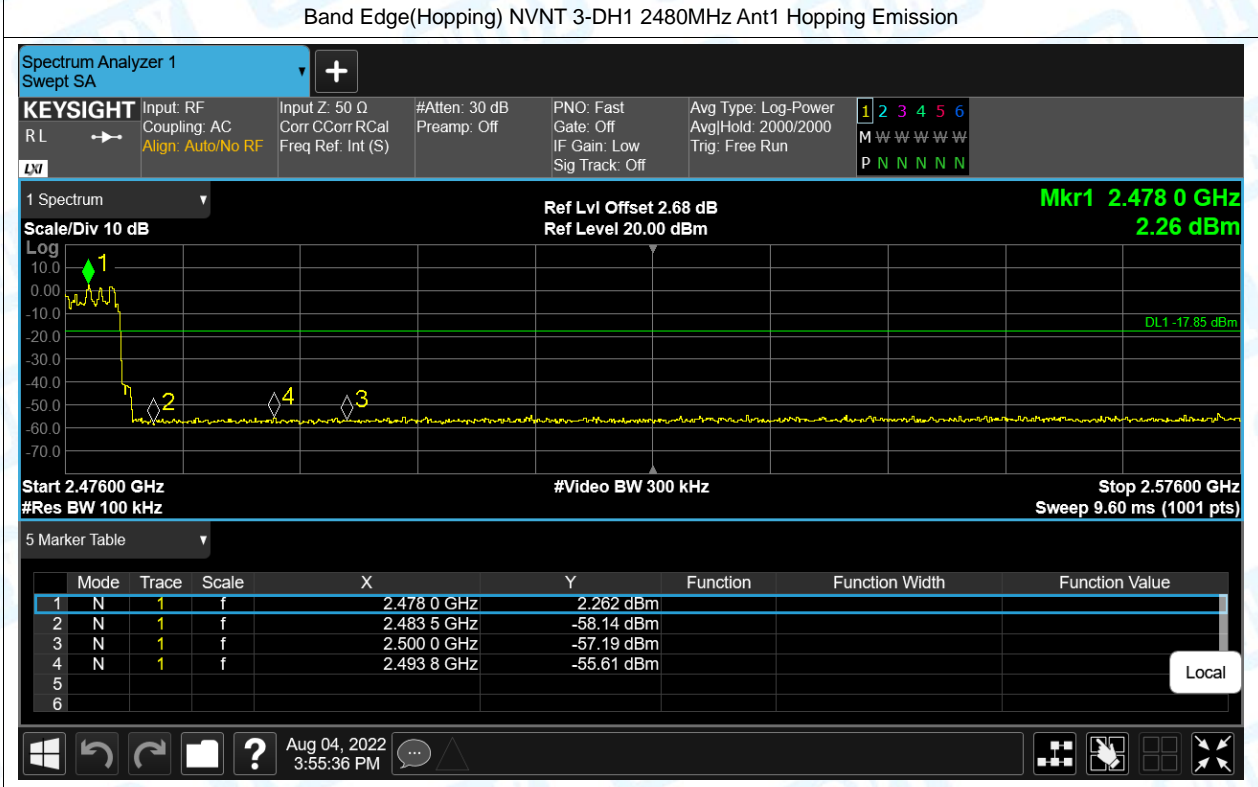 Band Edge(Hopping) NVNT 3-DH1 2480MHz Ant1 Hopping Emission
Spectrum Analyzer 1
Swept SA
KEYSIGHT
R L
LXI
Input: RF
Coupling: AC
Align: Auto/No RF
Input Z: 50 Ω
Corr CCorr RCal
Freq Ref: Int (S)
#Atten: 30 dB
Preamp: Off
PNO: Fast
Gate: Off
IF Gain: Low
Sig Track: Off
Avg Type: Log-Power
Avg|Hold: 2000/2000
Trig: Free Run
1 2 3 4 5 6
M W W W W W
P N N N N N
1 Spectrum
Scale/Div 10 dB
Ref Lvl Offset 2.68 dB
Ref Level 20.00 dBm
Mkr1 2.478 0 GHz
2.26 dBm
Log
10.0
0.00
-10.0
-20.0
-30.0
-40.0
-50.0
-60.0
-70.0
1
2
4
3
DL1 -17.85 dBm
Start 2.47600 GHz
#Res BW 100 kHz
#Video BW 300 kHz
Stop 2.57600 GHz
Sweep 9.60 ms (1001 pts)
5 Marker Table
Mode Trace Scale X Y Function Function Width Function Value
1 N 1 f 2.478 0 GHz 2.262 dBm
2 N 1 f 2.483 5 GHz -58.14 dBm
3 N 1 f 2.500 0 GHz -57.19 dBm
4 N 1 f 2.493 8 GHz -55.61 dBm
5
6
Local
?
Aug 04, 2022
3:55:36 PM